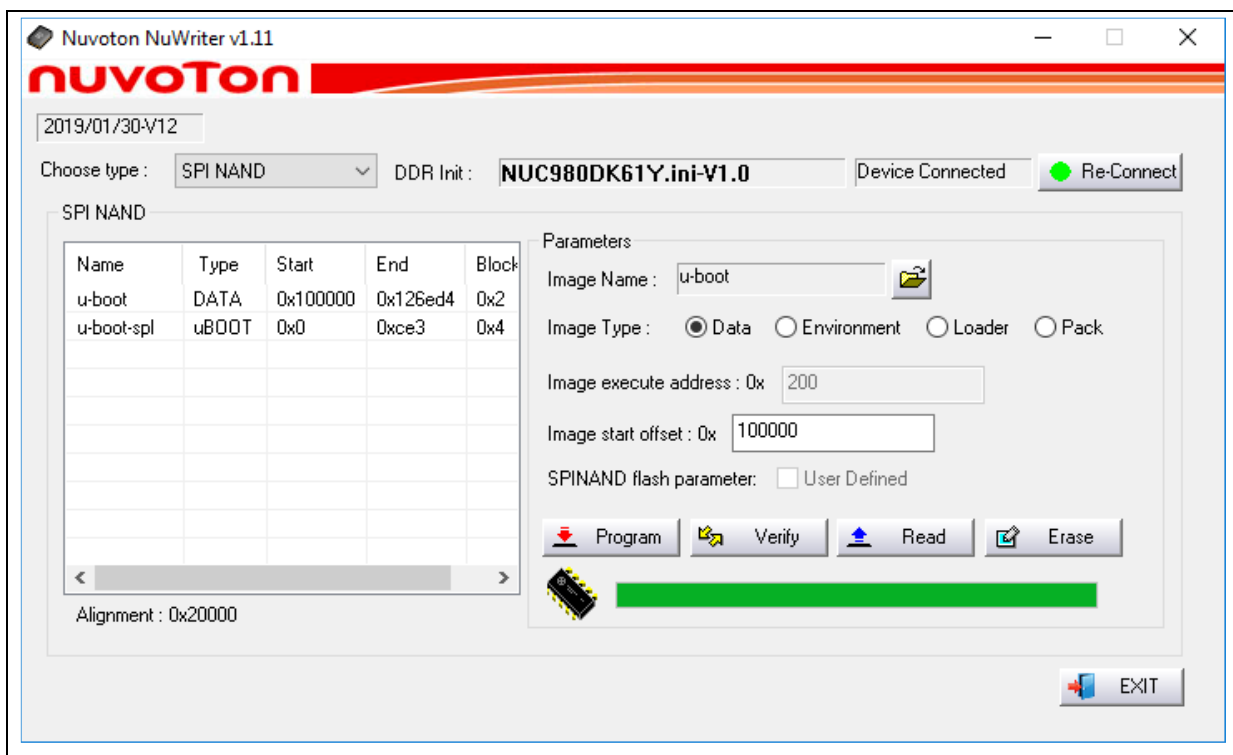 Nuvoton NuWriter v1.11
nuvoTon
2019/01/30-V12
Choose type : SPI NAND DDR Init : NUC980DK61Y.ini-V1.0 Device Connected Re-Connect
SPI NAND
Name Type Start End Block
u-boot DATA 0x100000 0x126ed4 0x2
u-boot-spl uBOOT 0x0 0xce3 0x4
Alignment : 0x20000
Parameters
Image Name : u-boot
Image Type : Data Environment Loader Pack
Image execute address : 0x 200
Image start offset : 0x 100000
SPINAND flash parameter: User Defined
Program Verify Read Erase
EXIT